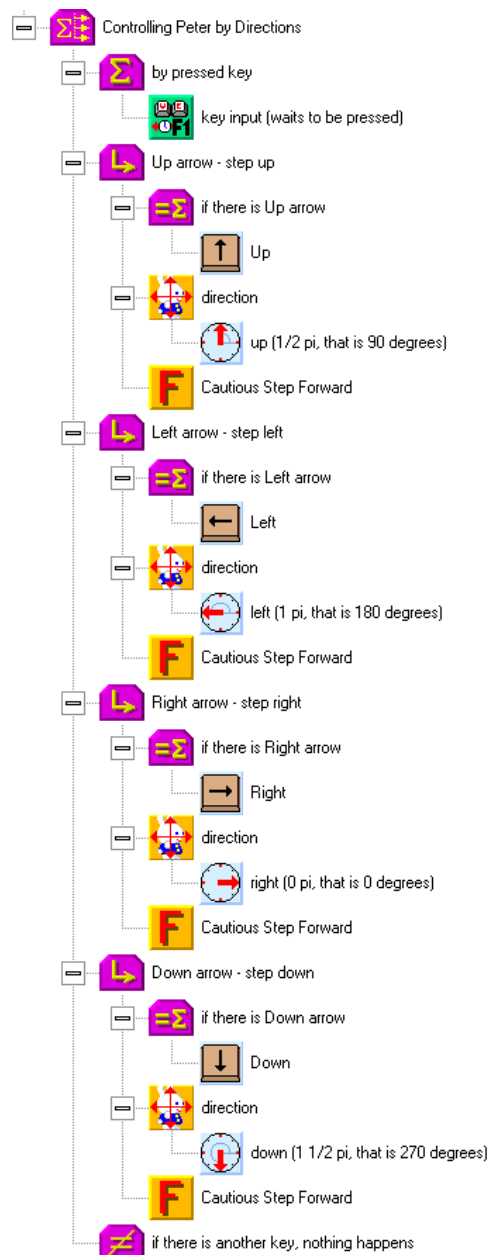 Controlling Peter by Directions
by pressed key
F1
key input (waits to be pressed)
Up arrow - step up
if there is Up arrow
Up
direction
up (1/2 pi, that is 90 degrees)
F Cautious Step Forward
Left arrow - step left
if there is Left arrow
Left
direction
left (1 pi, that is 180 degrees)
F Cautious Step Forward
Right arrow - step right
if there is Right arrow
Right
direction
right (0 pi, that is 0 degrees)
F Cautious Step Forward
Down arrow - step down
if there is Down arrow
Down
direction
down (1 1/2 pi, that is 270 degrees)
F Cautious Step Forward
if there is another key, nothing happens